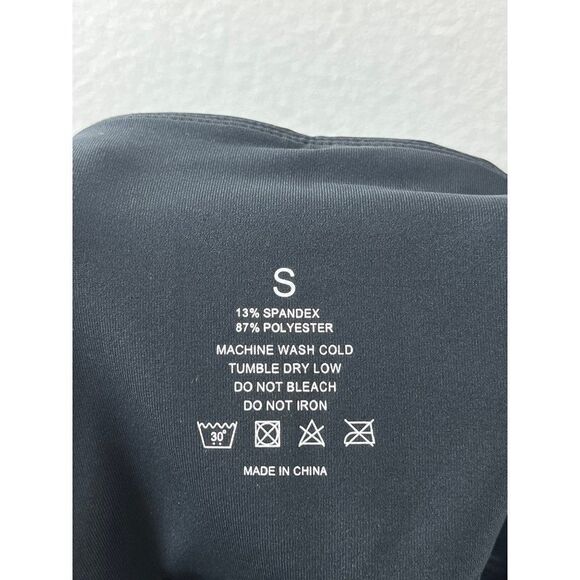 S
13% SPANDEX
87% POLYESTER
MACHINE WASH COLD
TUMBLE DRY LOW
DO NOT BLEACH
DO NOT IRON
30°
MADE IN CHINA